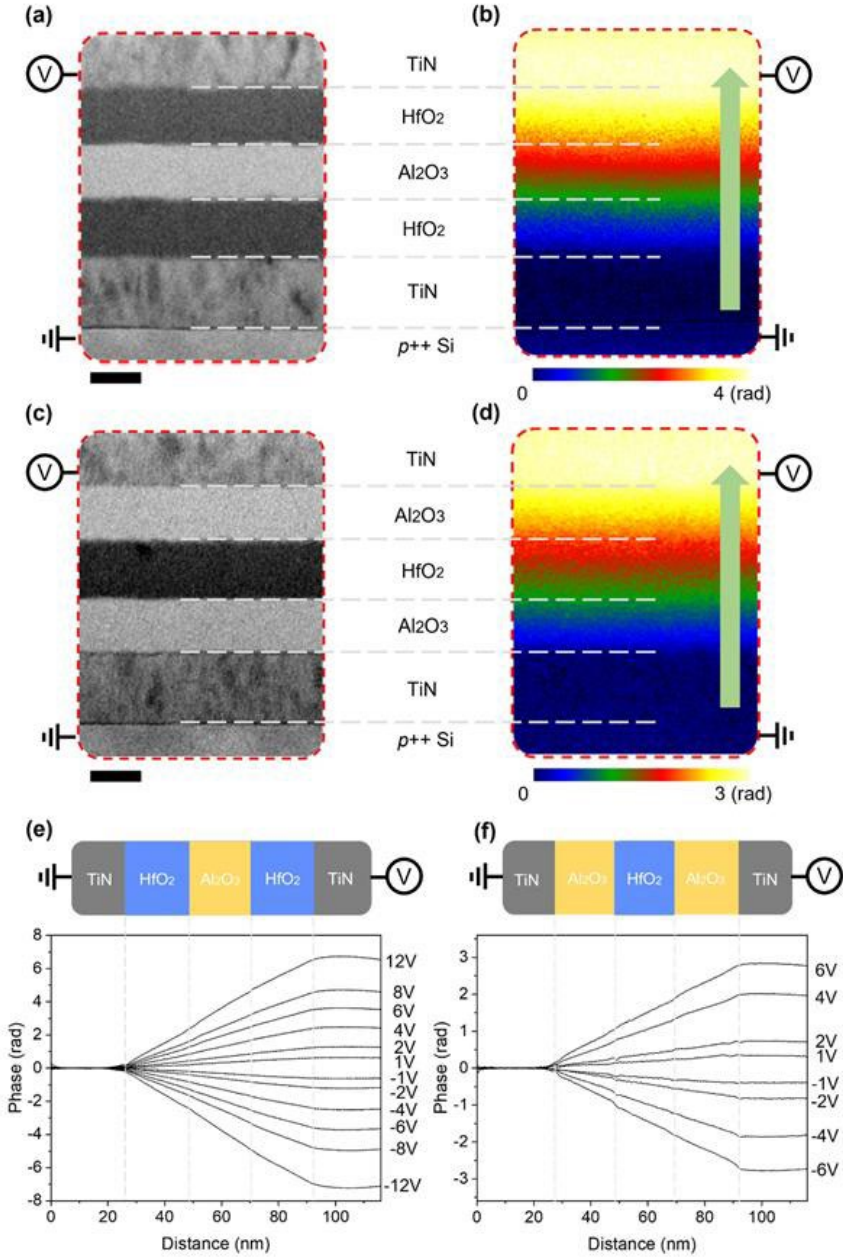 (a)
(b)
V
TiN
V
HfO2
Al2O3
HfO2
TiN
p++ Si
0
4 (rad)
(c)
(d)
V
TiN
V
Al2O3
HfO2
Al2O3
TiN
p++ Si
0
3 (rad)
(e)
TiN
HfO2
Al2O3
HfO2
TiN
V
8
6
4
2
0
-2
-4
-6
-8
Phase (rad)
12V
8V
6V
4V
2V
1V
-1V
-2V
-4V
-6V
-8V
-12V
0
20
40
60
80
100
Distance (nm)
(f)
TiN
Al2O3
HfO2
Al2O3
TiN
V
3
2
1
0
-1
-2
-3
Phase (rad)
6V
4V
2V
1V
-1V
-2V
-4V
-6V
0
20
40
60
80
100
Distance (nm)